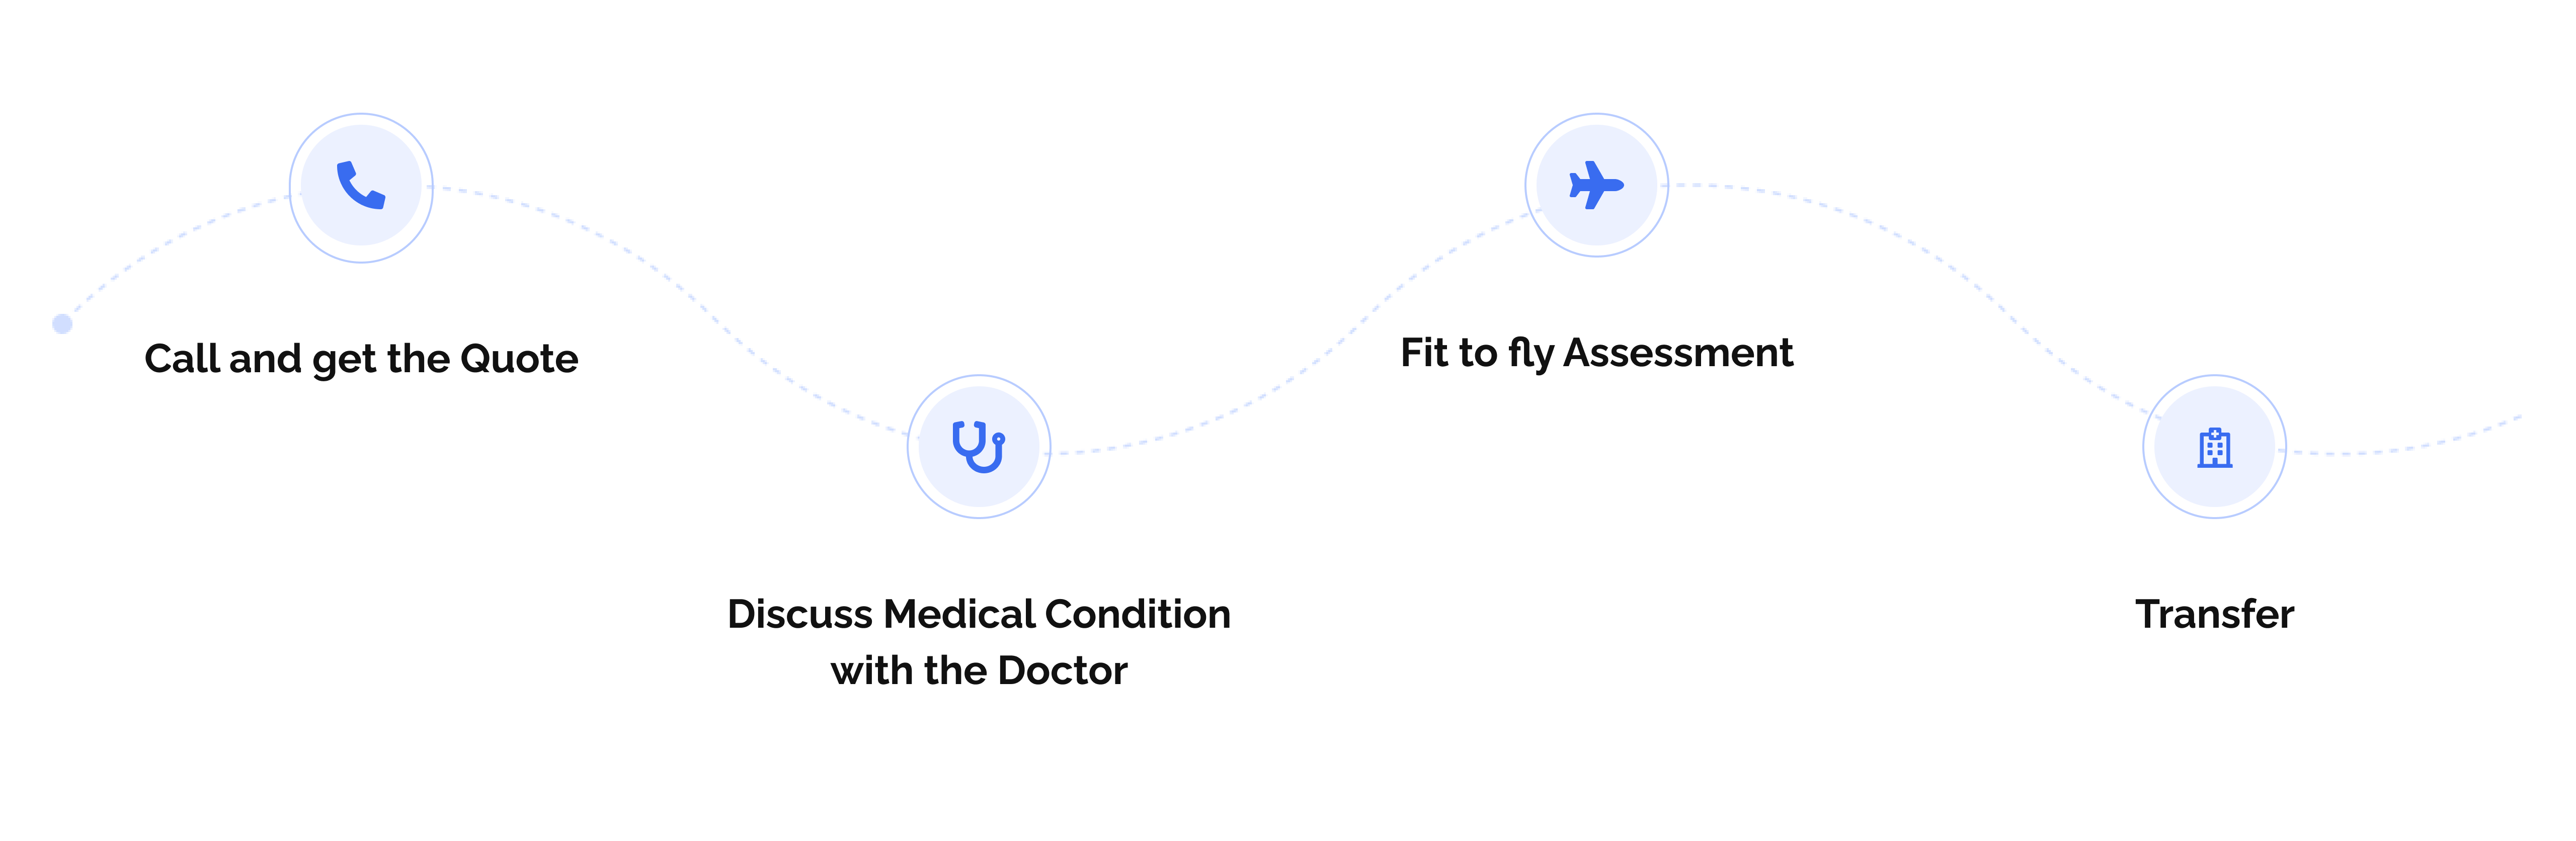 Call and get the Quote
Discuss Medical Condition
with the Doctor
Fit to fly Assessment
Transfer